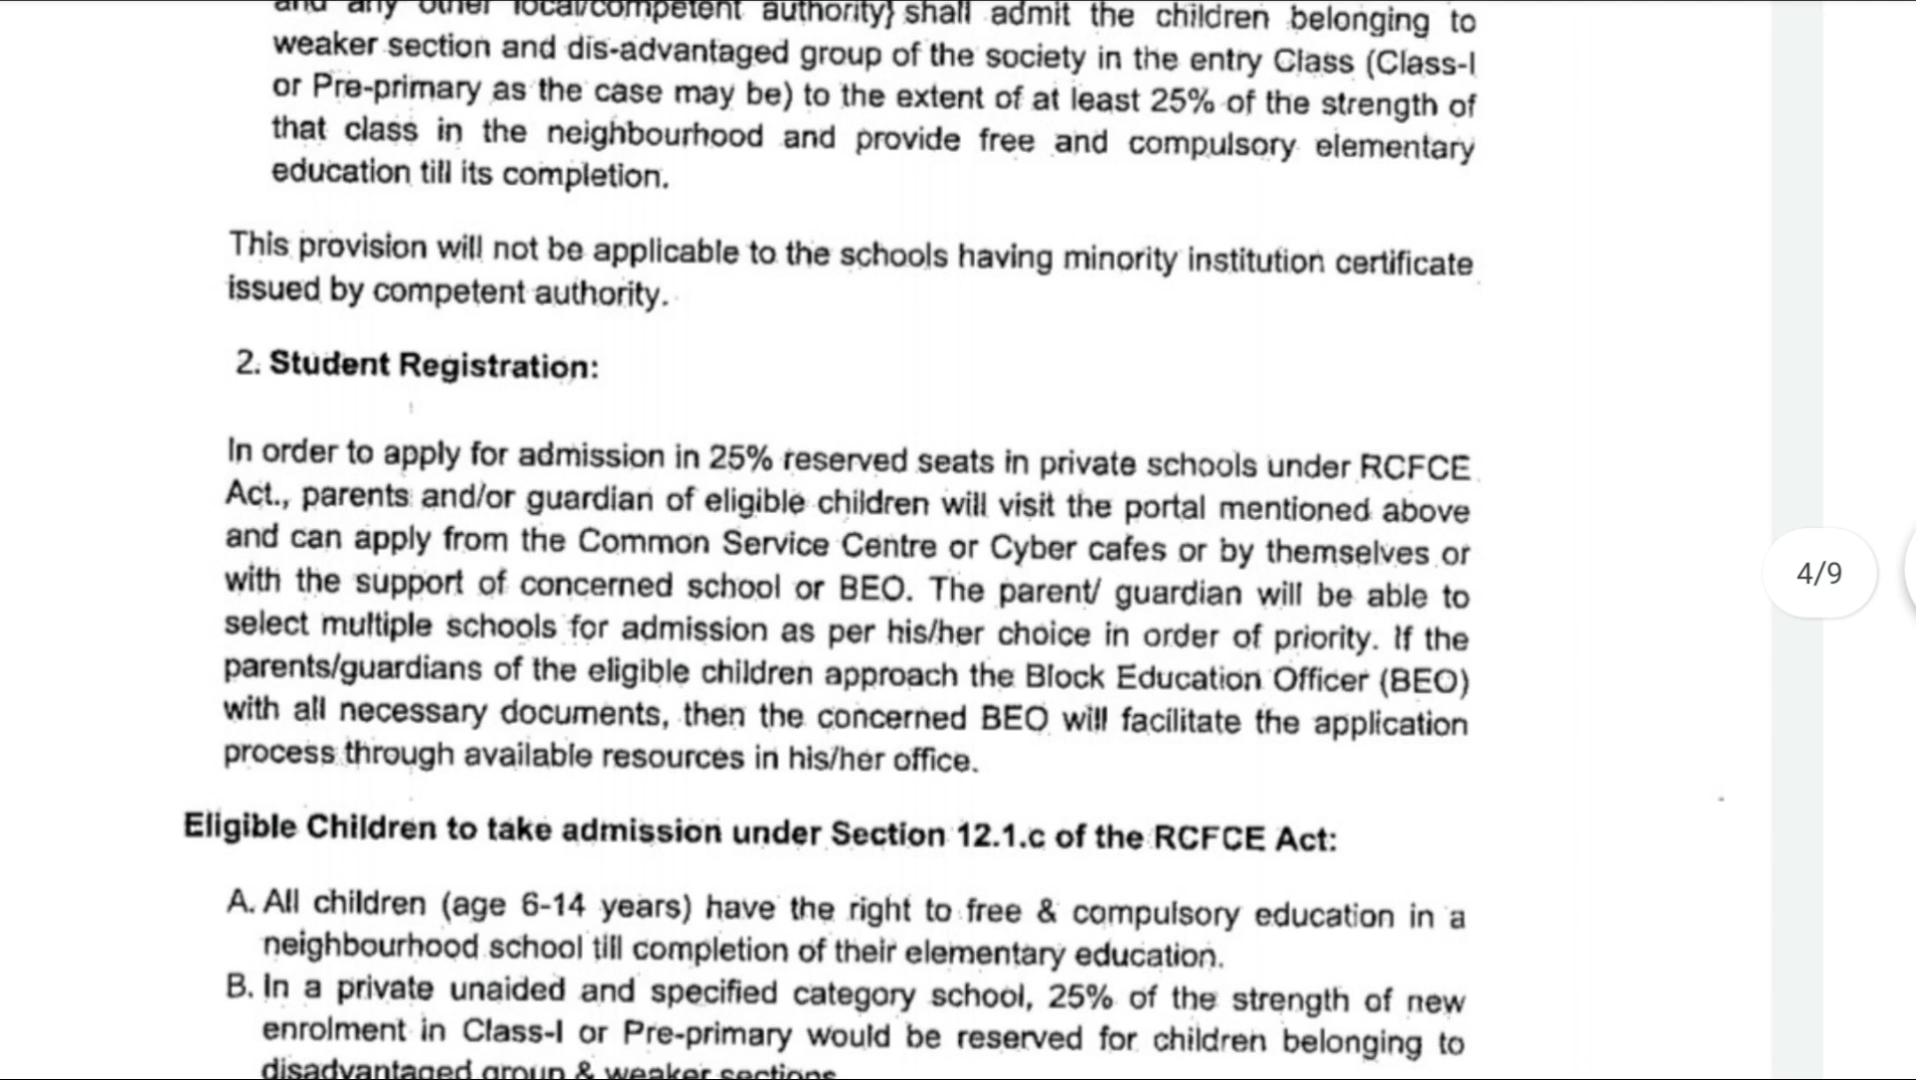 and any other local/competent authority} shall admit the children belonging to
weaker section and dis-advantaged group of the society in the entry Class (Class-I
or Pre-primary as the case may be) to the extent of at least 25% of the strength of
that class in the neighbourhood and provide free and compulsory elementary
education till its completion.
This provision will not be applicable to the schools having minority institution certificate
issued by competent authority.
2. Student Registration:
In order to apply for admission in 25% reserved seats in private schools under RCFCE
Act., parents and/or guardian of eligible children will visit the portal mentioned above
and can apply from the Common Service Centre or Cyber cafes or by themselves or
with the support of concerned school or BEO. The parent/ guardian will be able to
select multiple schools for admission as per his/her choice in order of priority. If the
parents/guardians of the eligible children approach the Block Education Officer (BEO)
with all necessary documents, then the concerned BEO will facilitate the application
process through available resources in his/her office.
4/9
Eligible Children to take admission under Section 12.1.c of the RCFCE Act:
A. All children (age 6-14 years) have the right to free & compulsory education in a
neighbourhood school till completion of their elementary education.
B. In a private unaided and specified category school, 25% of the strength of new
enrolment in Class-I or Pre-primary would be reserved for children belonging to
disadvantaged group & weaker sections